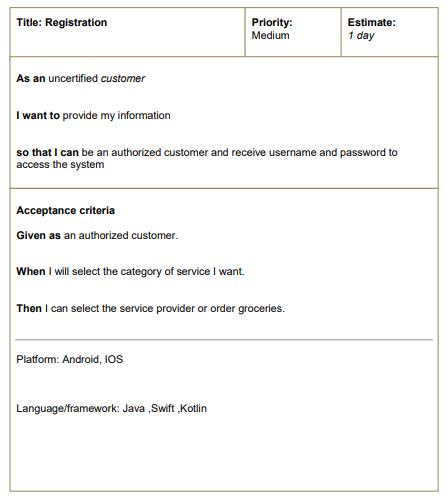 Title: Registration
Priority:
Medium
Estimate:
1 day
As an uncertified customer
I want to provide my information
so that I can be an authorized customer and receive username and password to
access the system
Acceptance criteria
Given as an authorized customer.
When I will select the category of service I want.
Then I can select the service provider or order groceries.
Platform: Android, IOS
Language/framework: Java ,Swift ,Kotlin